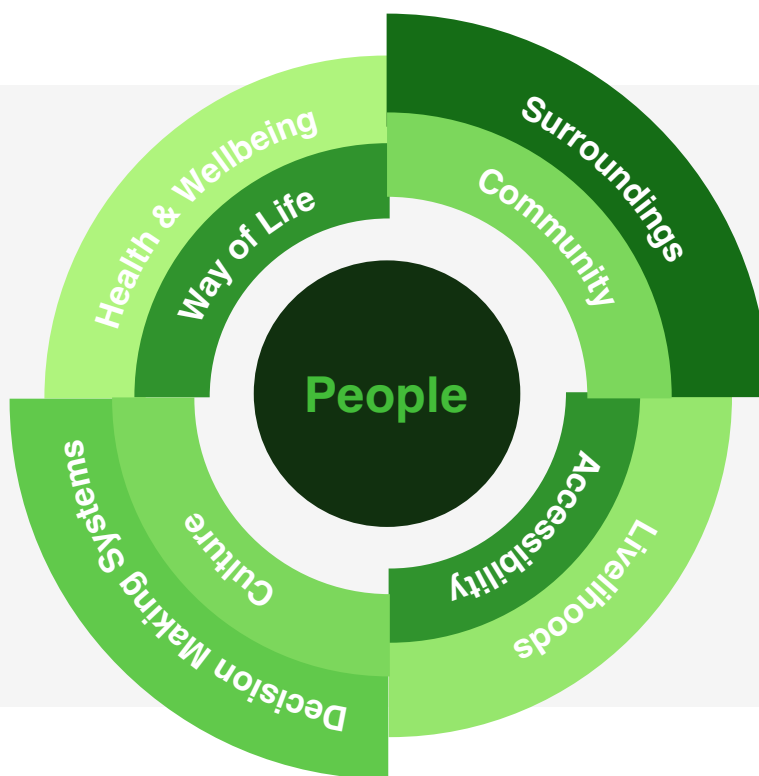 Health & Wellbeing
Surroundings
Way of Life
Community
People
Decision Making Systems
Culture
Accessibility
Livelihoods